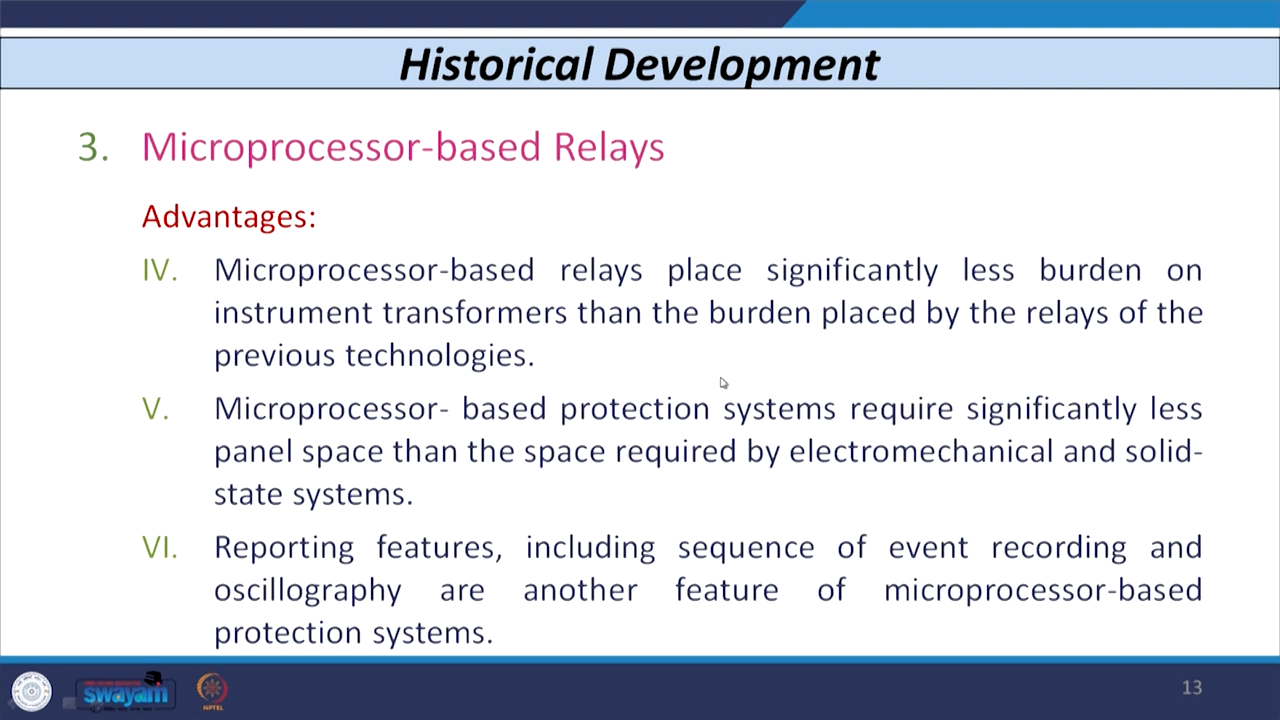 Historical Development
3. Microprocessor-based Relays
Advantages:
IV. Microprocessor-based relays place significantly less burden on
instrument transformers than the burden placed by the relays of the
previous technologies.
V. Microprocessor- based protection systems require significantly less
panel space than the space required by electromechanical and solid-
state systems.
VI. Reporting features, including sequence of event recording and
oscillography are another feature of microprocessor-based
protection systems.
swayam
NPTEL
13